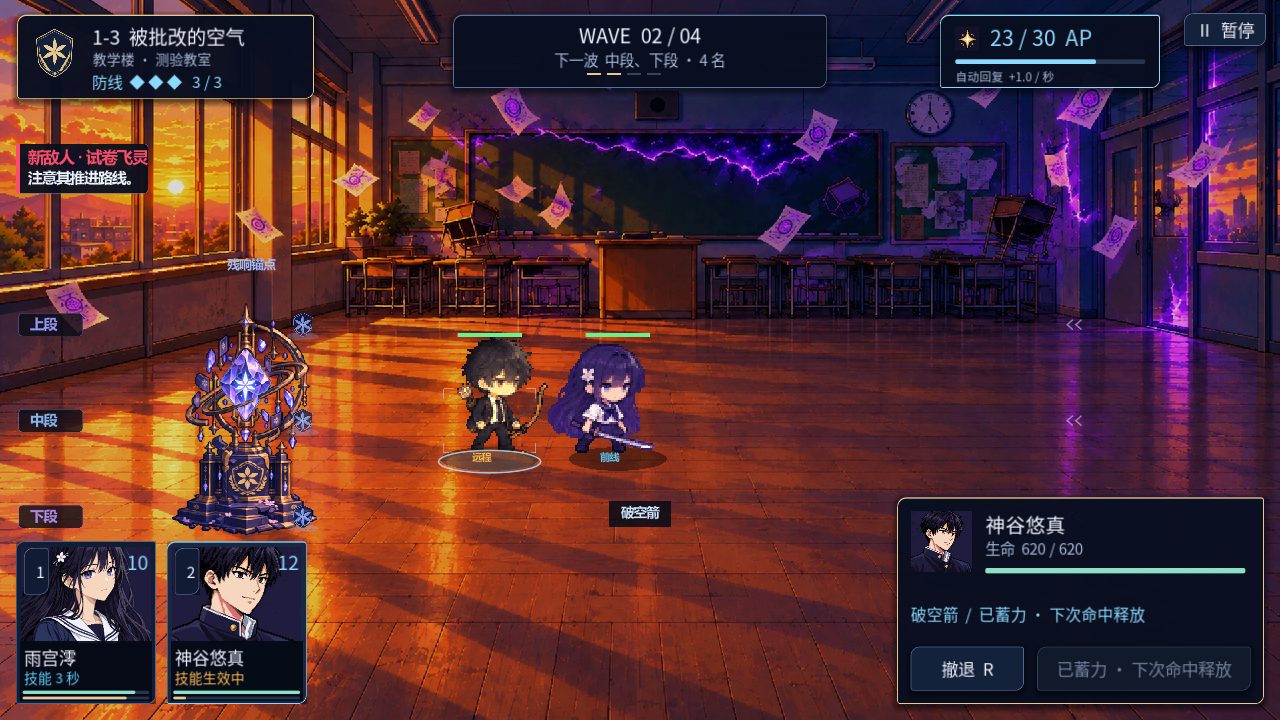 1-3 被批改的空气
教学楼 · 测验教室
防线 3 / 3
WAVE 02 / 04
下一波 中段、下段 · 4 名
23 / 30 AP
自动回复 +1.0 / 秒
暂停
新敌人 · 试卷飞灵
注意其推进路线。
残响锚点
上段
中段
下段
远程
前线
破空箭
1
10
雨宫澪
技能 3 秒
2
12
神谷悠真
技能生效中
神谷悠真
生命 620 / 620
破空箭 / 已蓄力 · 下次命中释放
撤退 R
已蓄力 · 下次命中释放